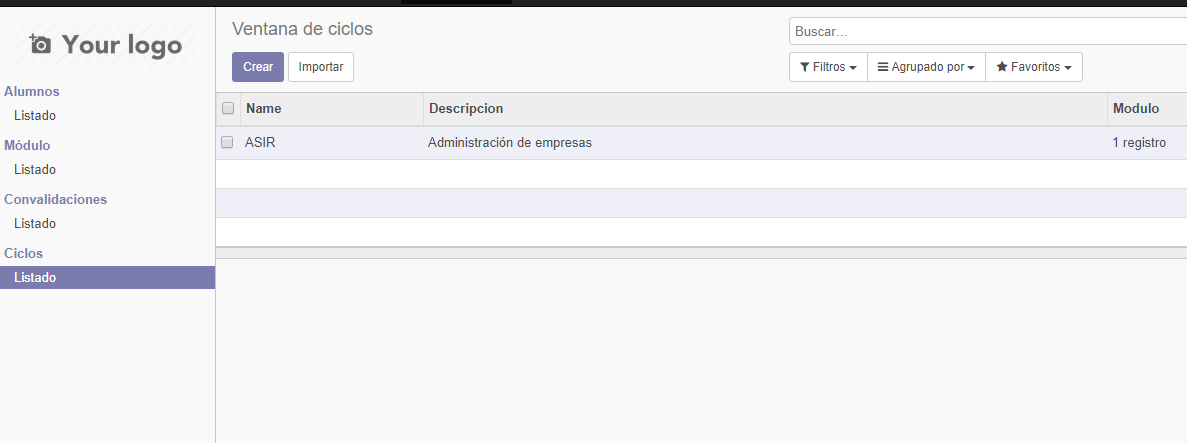 Your logo
Alumnos
Listado
Módulo
Listado
Convalidaciones
Listado
Ciclos
Listado
Ventana de ciclos
Buscar...
Crear Importar
Filtros Agrupado por Favoritos
Name Descripcion Modulo
ASIR Administración de empresas 1 registro